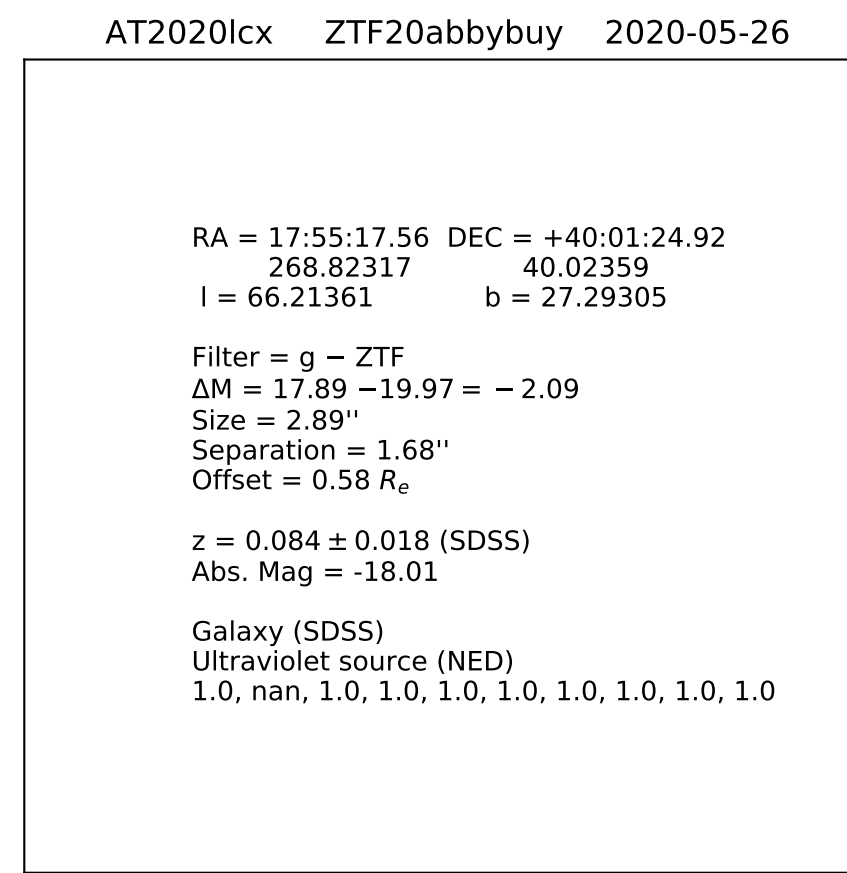 AT2020lcx ZTF20abbybuy 2020-05-26
RA = 17:55:17.56 DEC = +40:01:24.92
268.82317 40.02359
l = 66.21361 b = 27.29305
Filter = g − ZTF
ΔM = 17.89 −19.97 = − 2.09
Size = 2.89''
Separation = 1.68''
Offset = 0.58 Rₑ
z = 0.084 ± 0.018 (SDSS)
Abs. Mag = -18.01
Galaxy (SDSS)
Ultraviolet source (NED)
1.0, nan, 1.0, 1.0, 1.0, 1.0, 1.0, 1.0, 1.0, 1.0